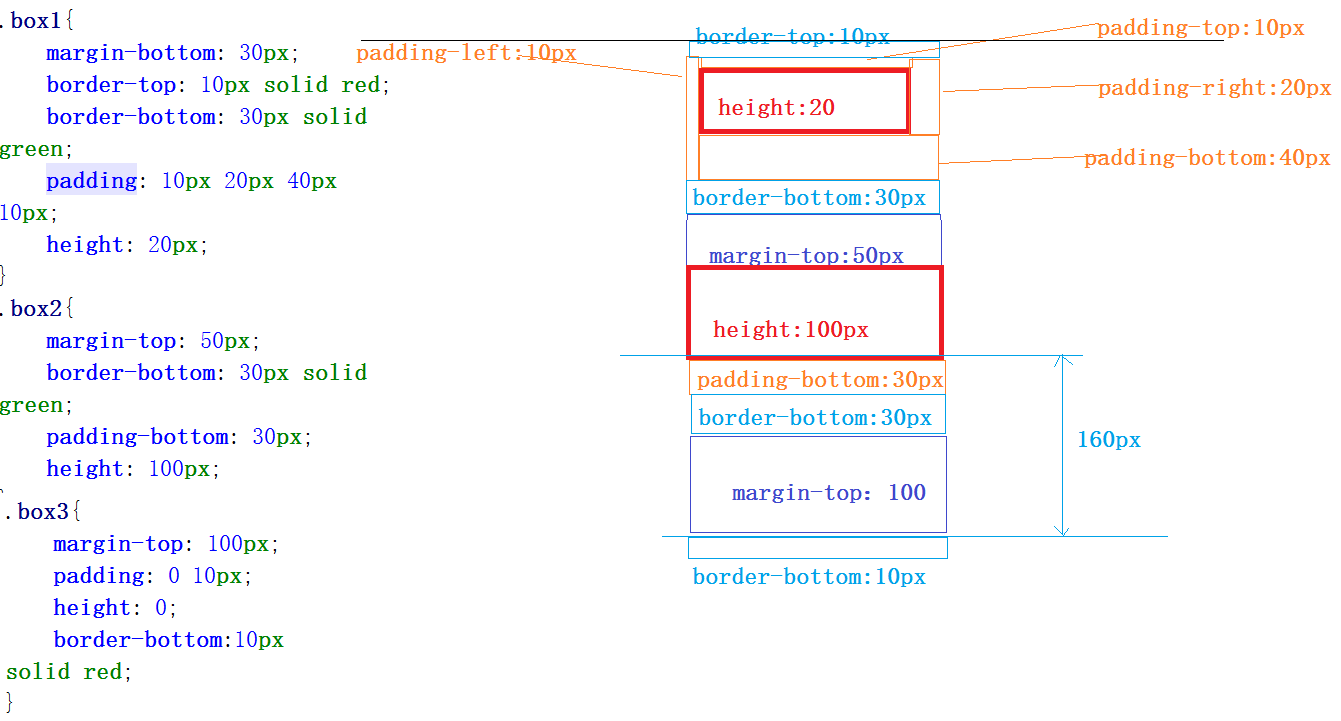 .box1{
margin-bottom: 30px;
border-top: 10px solid red;
border-bottom: 30px solid
green;
padding: 10px 20px 40px
10px;
height: 20px;
}
.box2{
margin-top: 50px;
border-bottom: 30px solid
green;
padding-bottom: 30px;
height: 100px;
.box3{
margin-top: 100px;
padding: 0 10px;
height: 0;
border-bottom:10px
solid red;
}
border-top:10px
padding-top:10px
padding-left:10px
padding-right:20px
height:20
padding-bottom:40px
border-bottom:30px
margin-top:50px
height:100px
padding-bottom:30px
border-bottom:30px
160px
margin-top: 100
border-bottom:10px